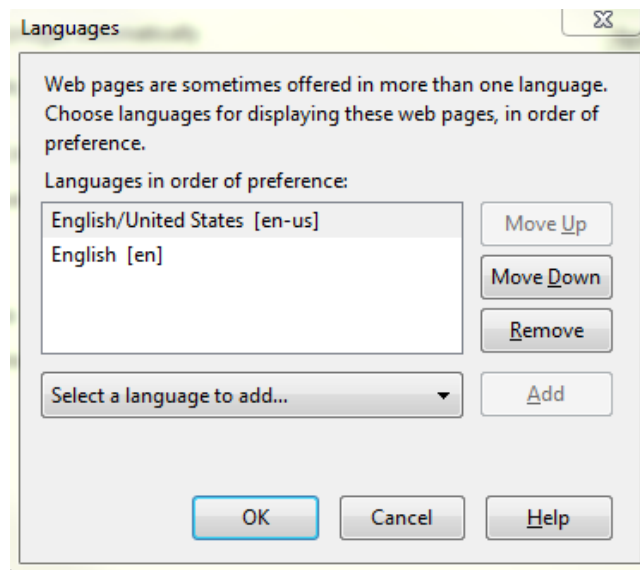 Languages
Web pages are sometimes offered in more than one language.
Choose languages for displaying these web pages, in order of
preference.
Languages in order of preference:
English/United States [en-us]
English [en]
Move Up
Move Down
Remove
Select a language to add...
Add
OK
Cancel
Help